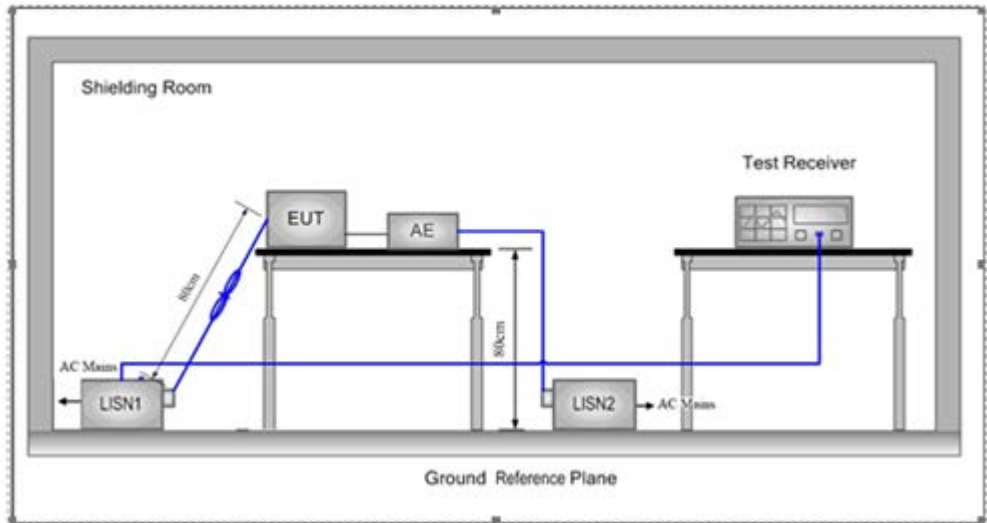 Shielding Room
Test Receiver
EUT
AE
80cm
80cm
AC Mains
LISN1
LISN2
AC Mains
Ground Reference Plane